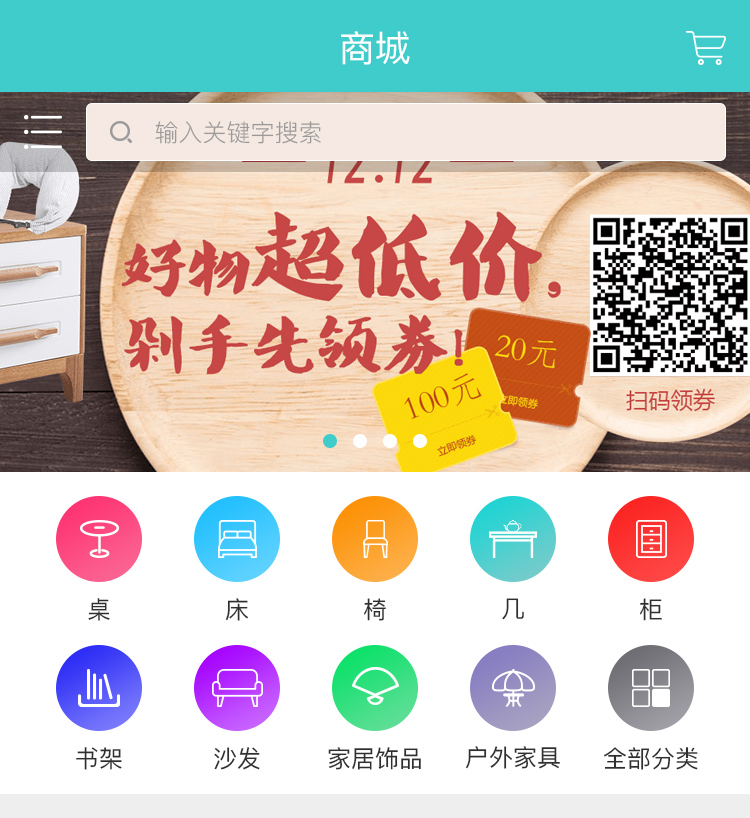 商城
输入关键字搜索
12.12
好物超低价,
剁手先领券!
20元
立即领券
100元
立即领券
扫码领券
桌 床 椅 几 柜
书架 沙发 家居饰品 户外家具 全部分类